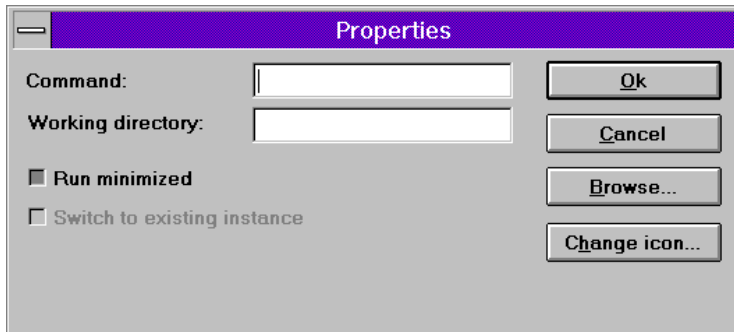 Properties
Command:
Ok
Working directory:
Cancel
Run minimized
Browse...
Switch to existing instance
Change icon...